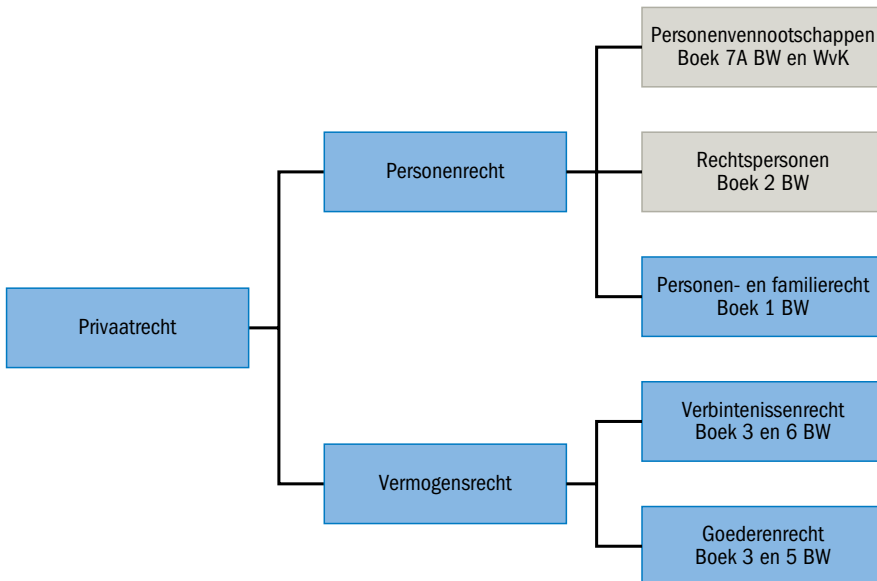 Personenvennootschappen
Boek 7A BW en WvK
Personenrecht
Rechtspersonen
Boek 2 BW
Personen- en familierecht
Boek 1 BW
Privaatrecht
Verbintenissenrecht
Boek 3 en 6 BW
Vermogensrecht
Goederenrecht
Boek 3 en 5 BW